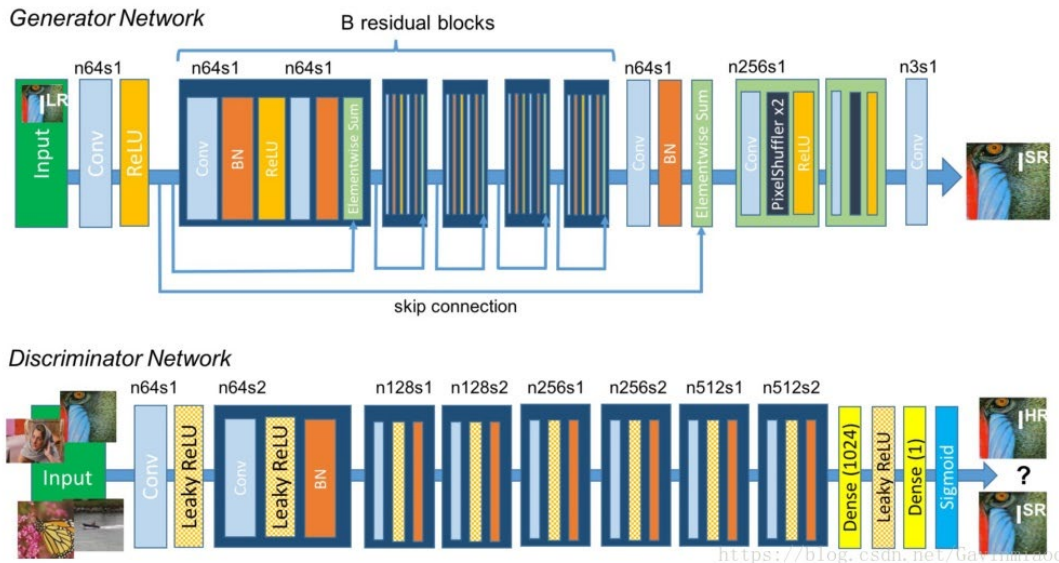 Generator Network
B residual blocks
n64s1
n64s1
n64s1
n64s1
n256s1
n3s1
I LR
Input
Conv
ReLU
Conv
BN
ReLU
Elementwise Sum
Conv
BN
Elementwise Sum
Conv
PixelShuffler x2
ReLU
Conv
I SR
skip connection
Discriminator Network
n64s1
n64s2
n128s1
n128s2
n256s1
n256s2
n512s1
n512s2
Input
Conv
Leaky ReLU
Conv
Leaky ReLU
BN
Dense (1024)
Leaky ReLU
Dense (1)
Sigmoid
I HR
?
I SR
https://blog.csdn.net/Gavinmiaoc